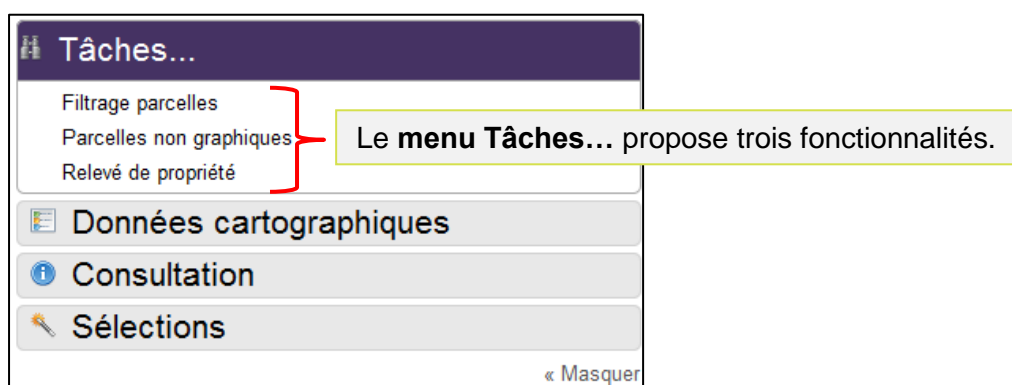 Tâches...
Filtrage parcelles
Parcelles non graphiques
Relevé de propriété
Le menu Tâches… propose trois fonctionnalités.
Données cartographiques
Consultation
Sélections
« Masquer